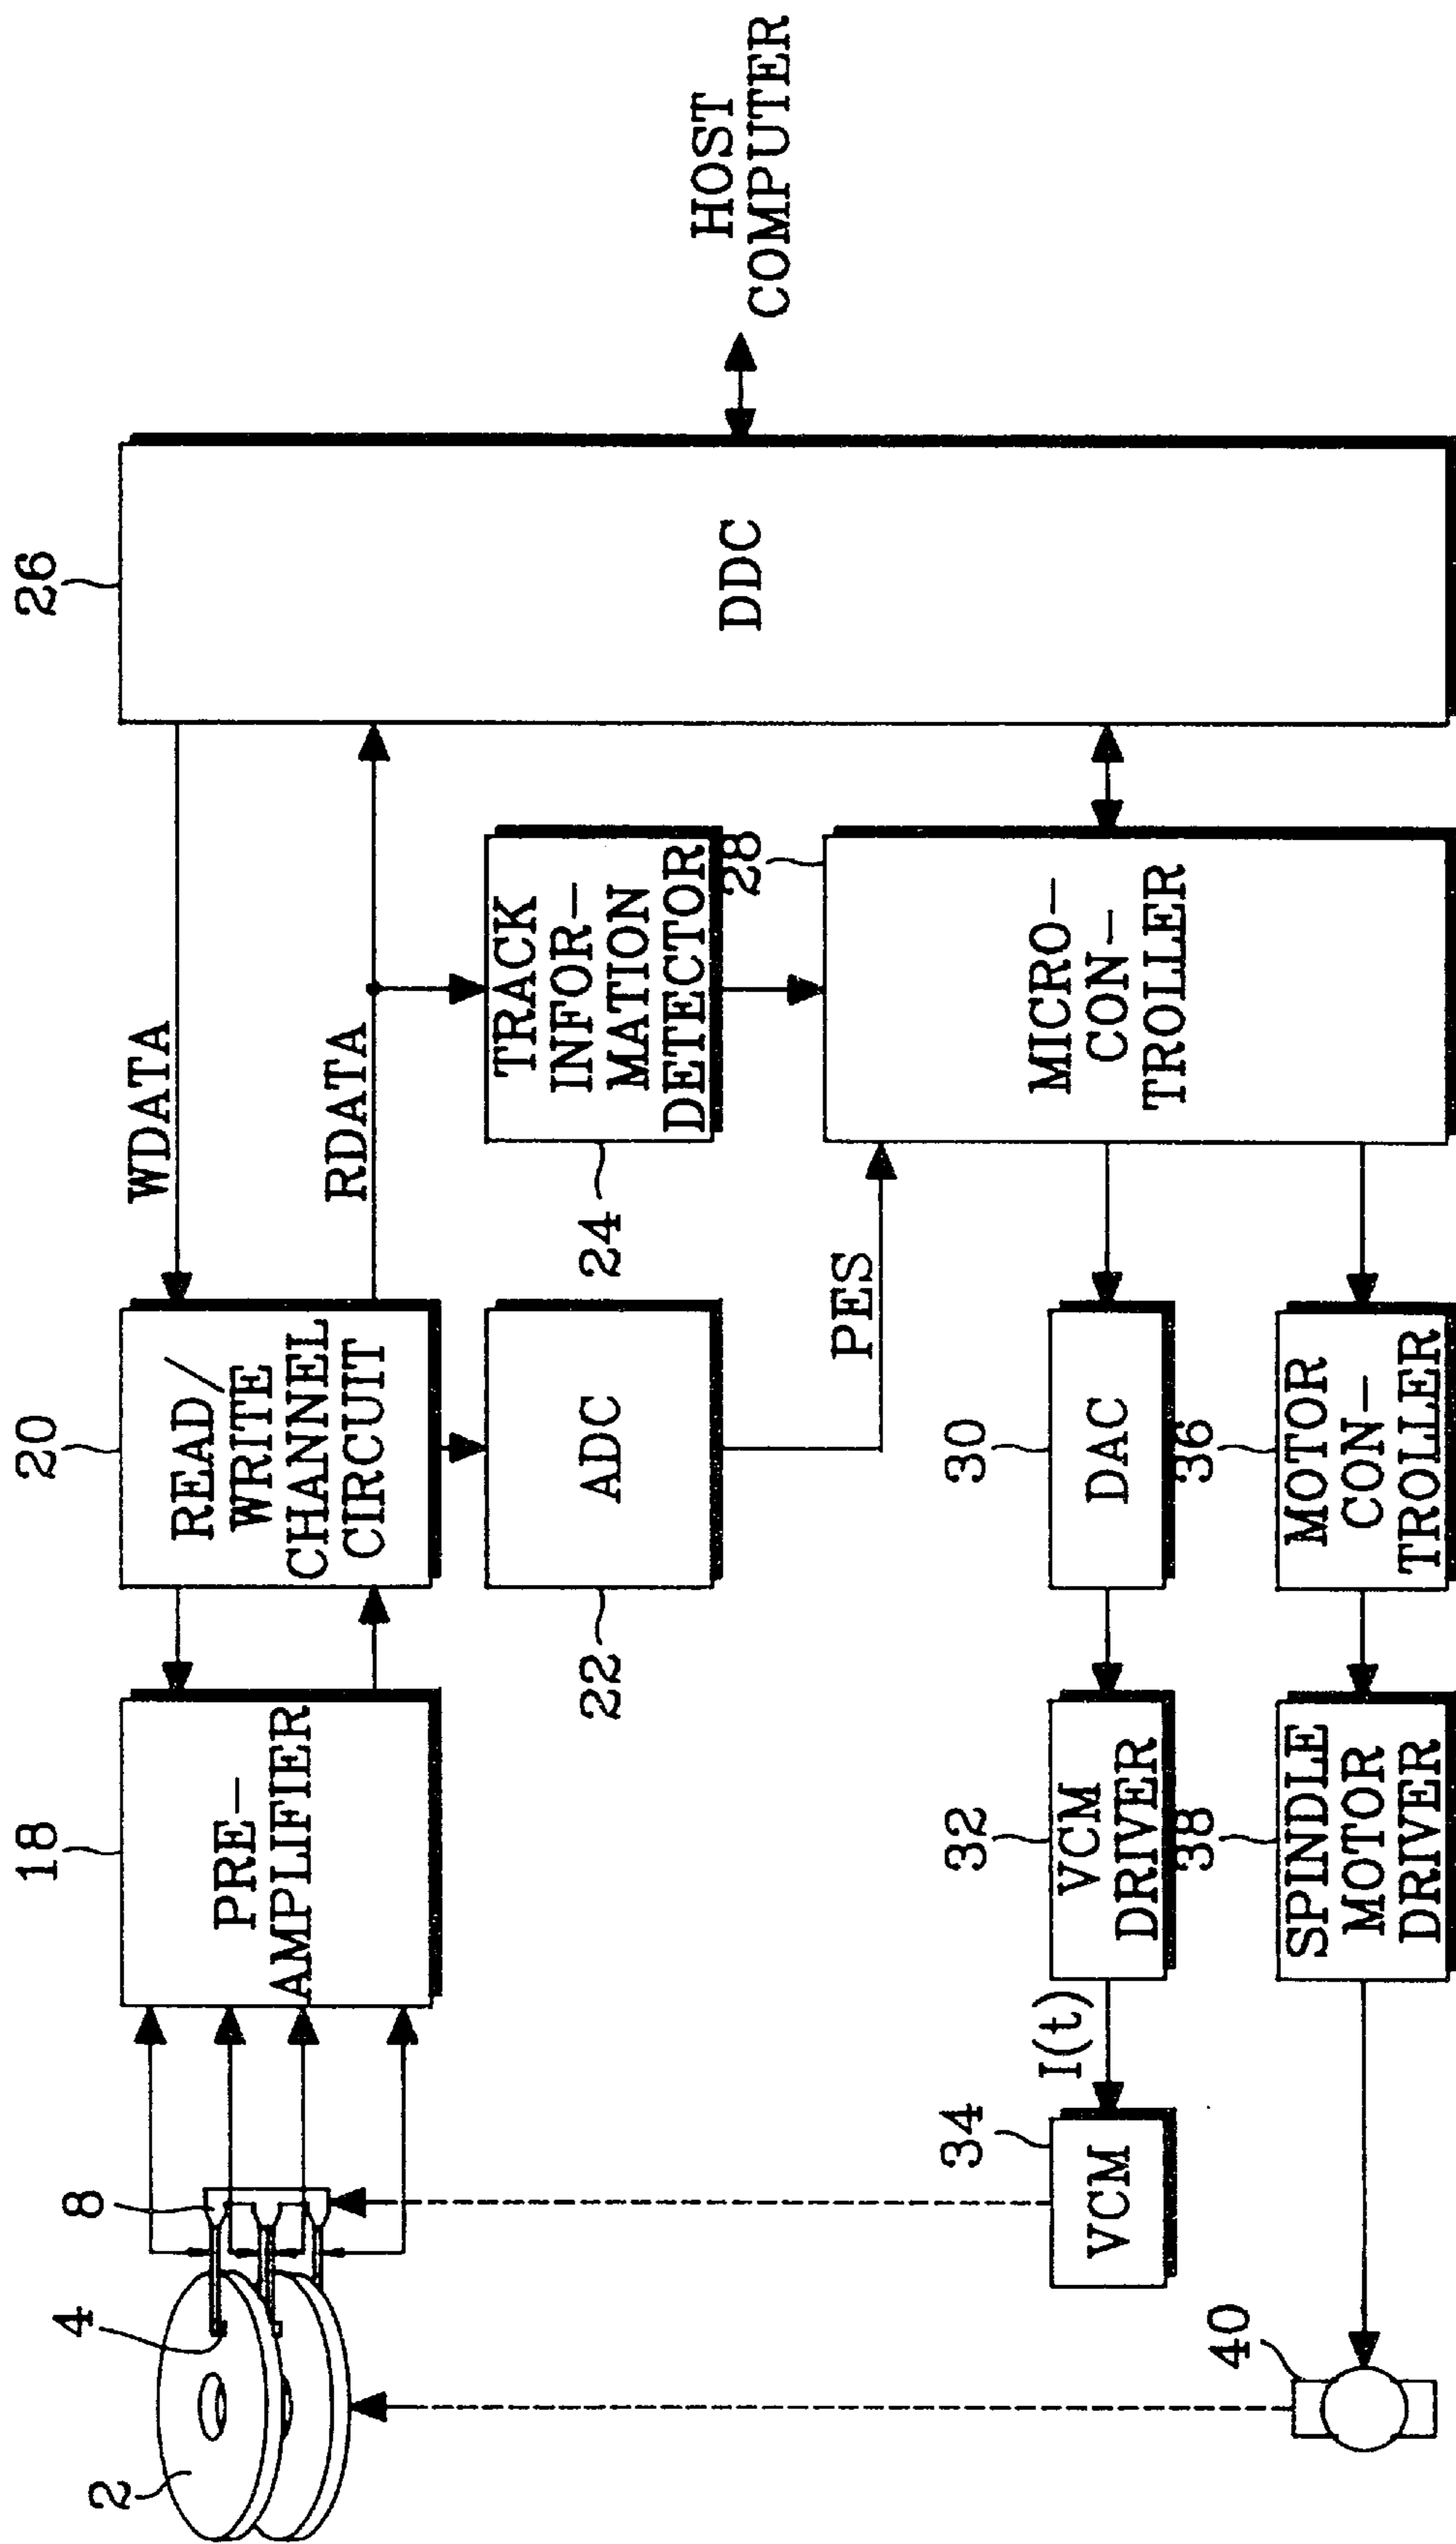 2
4
8
18
PRE-
AMPLIFIER
20
READ/
WRITE
CHANNEL
CIRCUIT
WDATA
RDATA
26
DDC
HOST
COMPUTER
22
ADC
24
TRACK
INFOR-
MATION
DETECTOR
PES
28
MICRO-
CON-
TROLLER
34
VCM
I(t)
32
VCM
DRIVER
30
DAC
40
38
SPINDLE
MOTOR
DRIVER
36
MOTOR
CON-
TROLLER